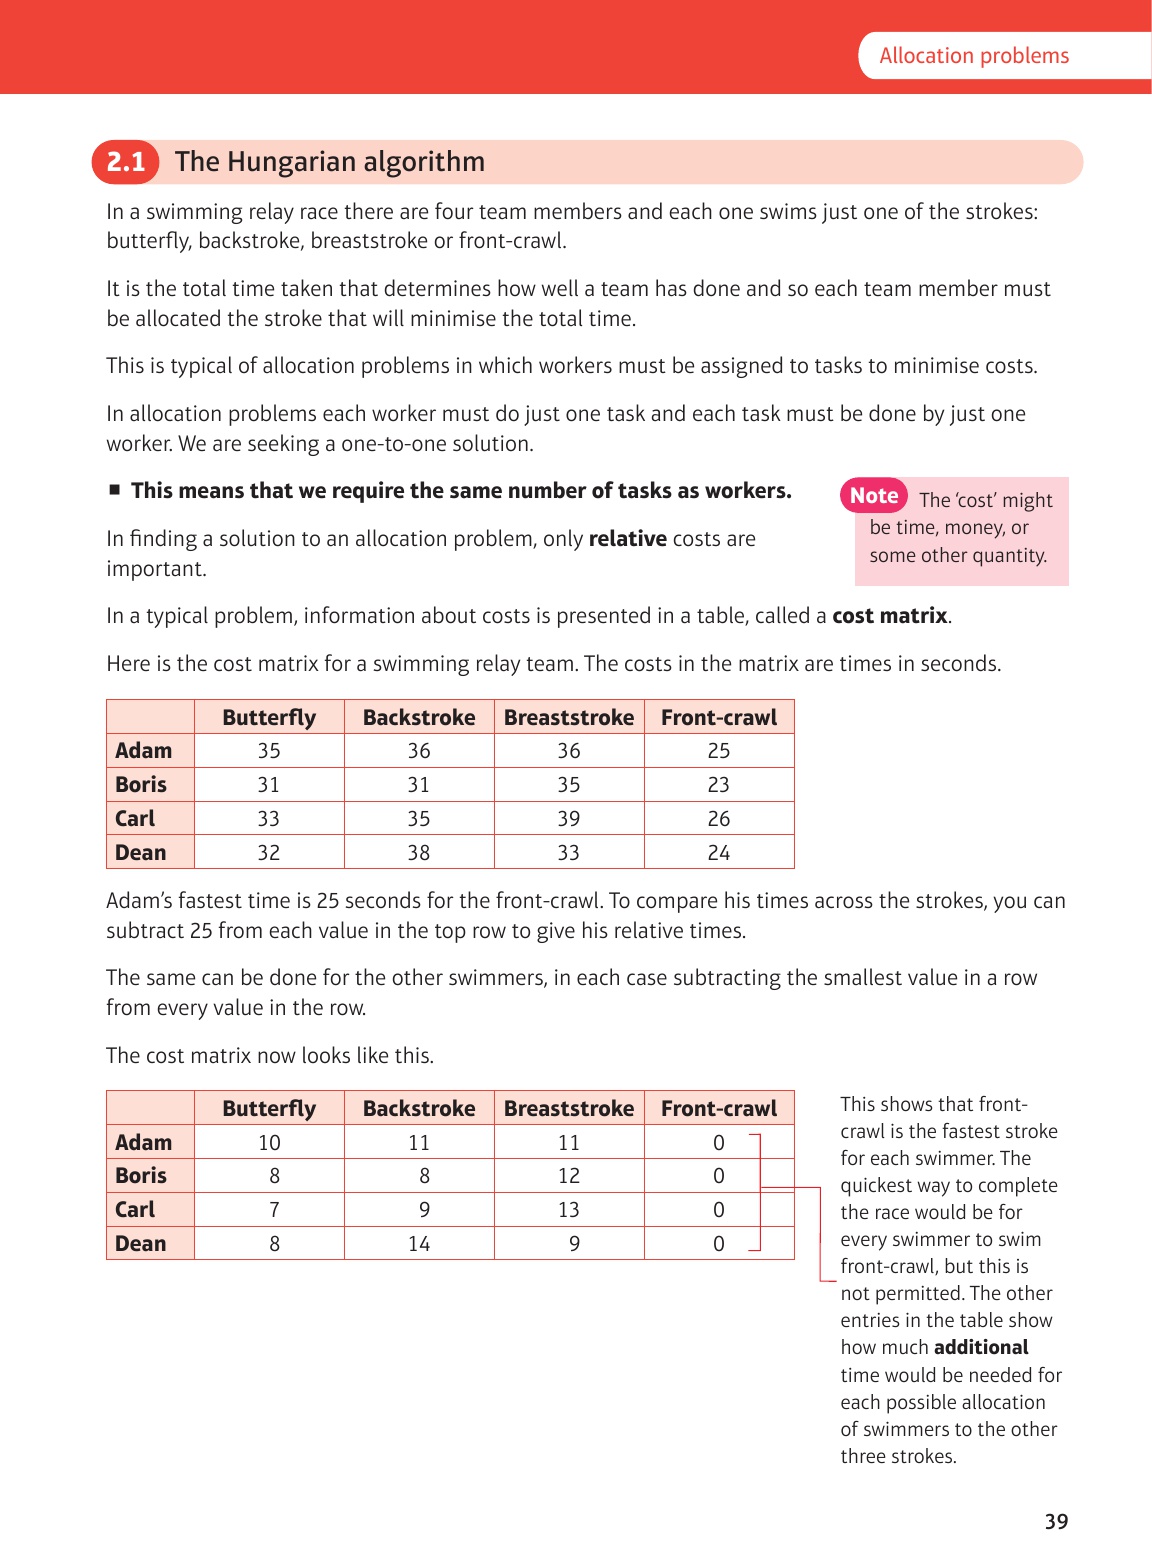 Allocation problems
2.1 The Hungarian algorithm
In a swimming relay race there are four team members and each one swims just one of the strokes:
butterfly, backstroke, breaststroke or front-crawl.
It is the total time taken that determines how well a team has done and so each team member must
be allocated the stroke that will minimise the total time.
This is typical of allocation problems in which workers must be assigned to tasks to minimise costs.
In allocation problems each worker must do just one task and each task must be done by just one
worker. We are seeking a one-to-one solution.
■ This means that we require the same number of tasks as workers.
Note The ‘cost’ might
be time, money, or
some other quantity.
In finding a solution to an allocation problem, only relative costs are
important.
In a typical problem, information about costs is presented in a table, called a cost matrix.
Here is the cost matrix for a swimming relay team. The costs in the matrix are times in seconds.
Butterfly Backstroke Breaststroke Front-crawl
Adam 35 36 36 25
Boris 31 31 35 23
Carl 33 35 39 26
Dean 32 38 33 24
Adam’s fastest time is 25 seconds for the front-crawl. To compare his times across the strokes, you can
subtract 25 from each value in the top row to give his relative times.
The same can be done for the other swimmers, in each case subtracting the smallest value in a row
from every value in the row.
The cost matrix now looks like this.
Butterfly Backstroke Breaststroke Front-crawl
Adam 10 11 11 0
Boris 8 8 12 0
Carl 7 9 13 0
Dean 8 14 9 0
This shows that front-
crawl is the fastest stroke
for each swimmer. The
quickest way to complete
the race would be for
every swimmer to swim
front-crawl, but this is
not permitted. The other
entries in the table show
how much additional
time would be needed for
each possible allocation
of swimmers to the other
three strokes.
39